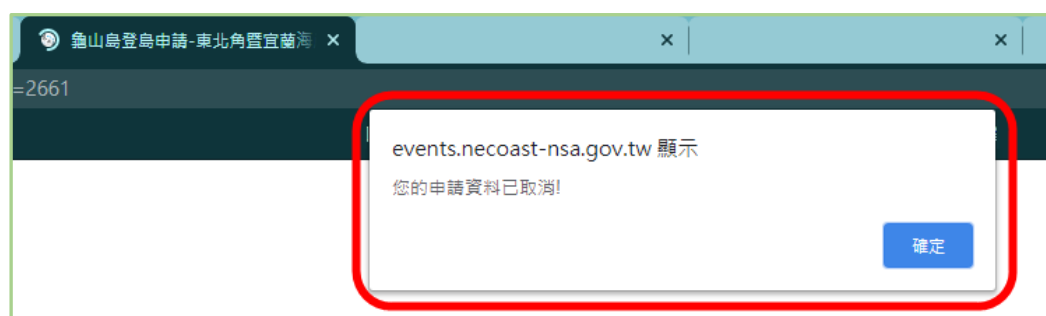 龜山島登島申請-東北角暨宜蘭海
=2661
events.necoast-nsa.gov.tw 顯示
您的申請資料已取消!
確定